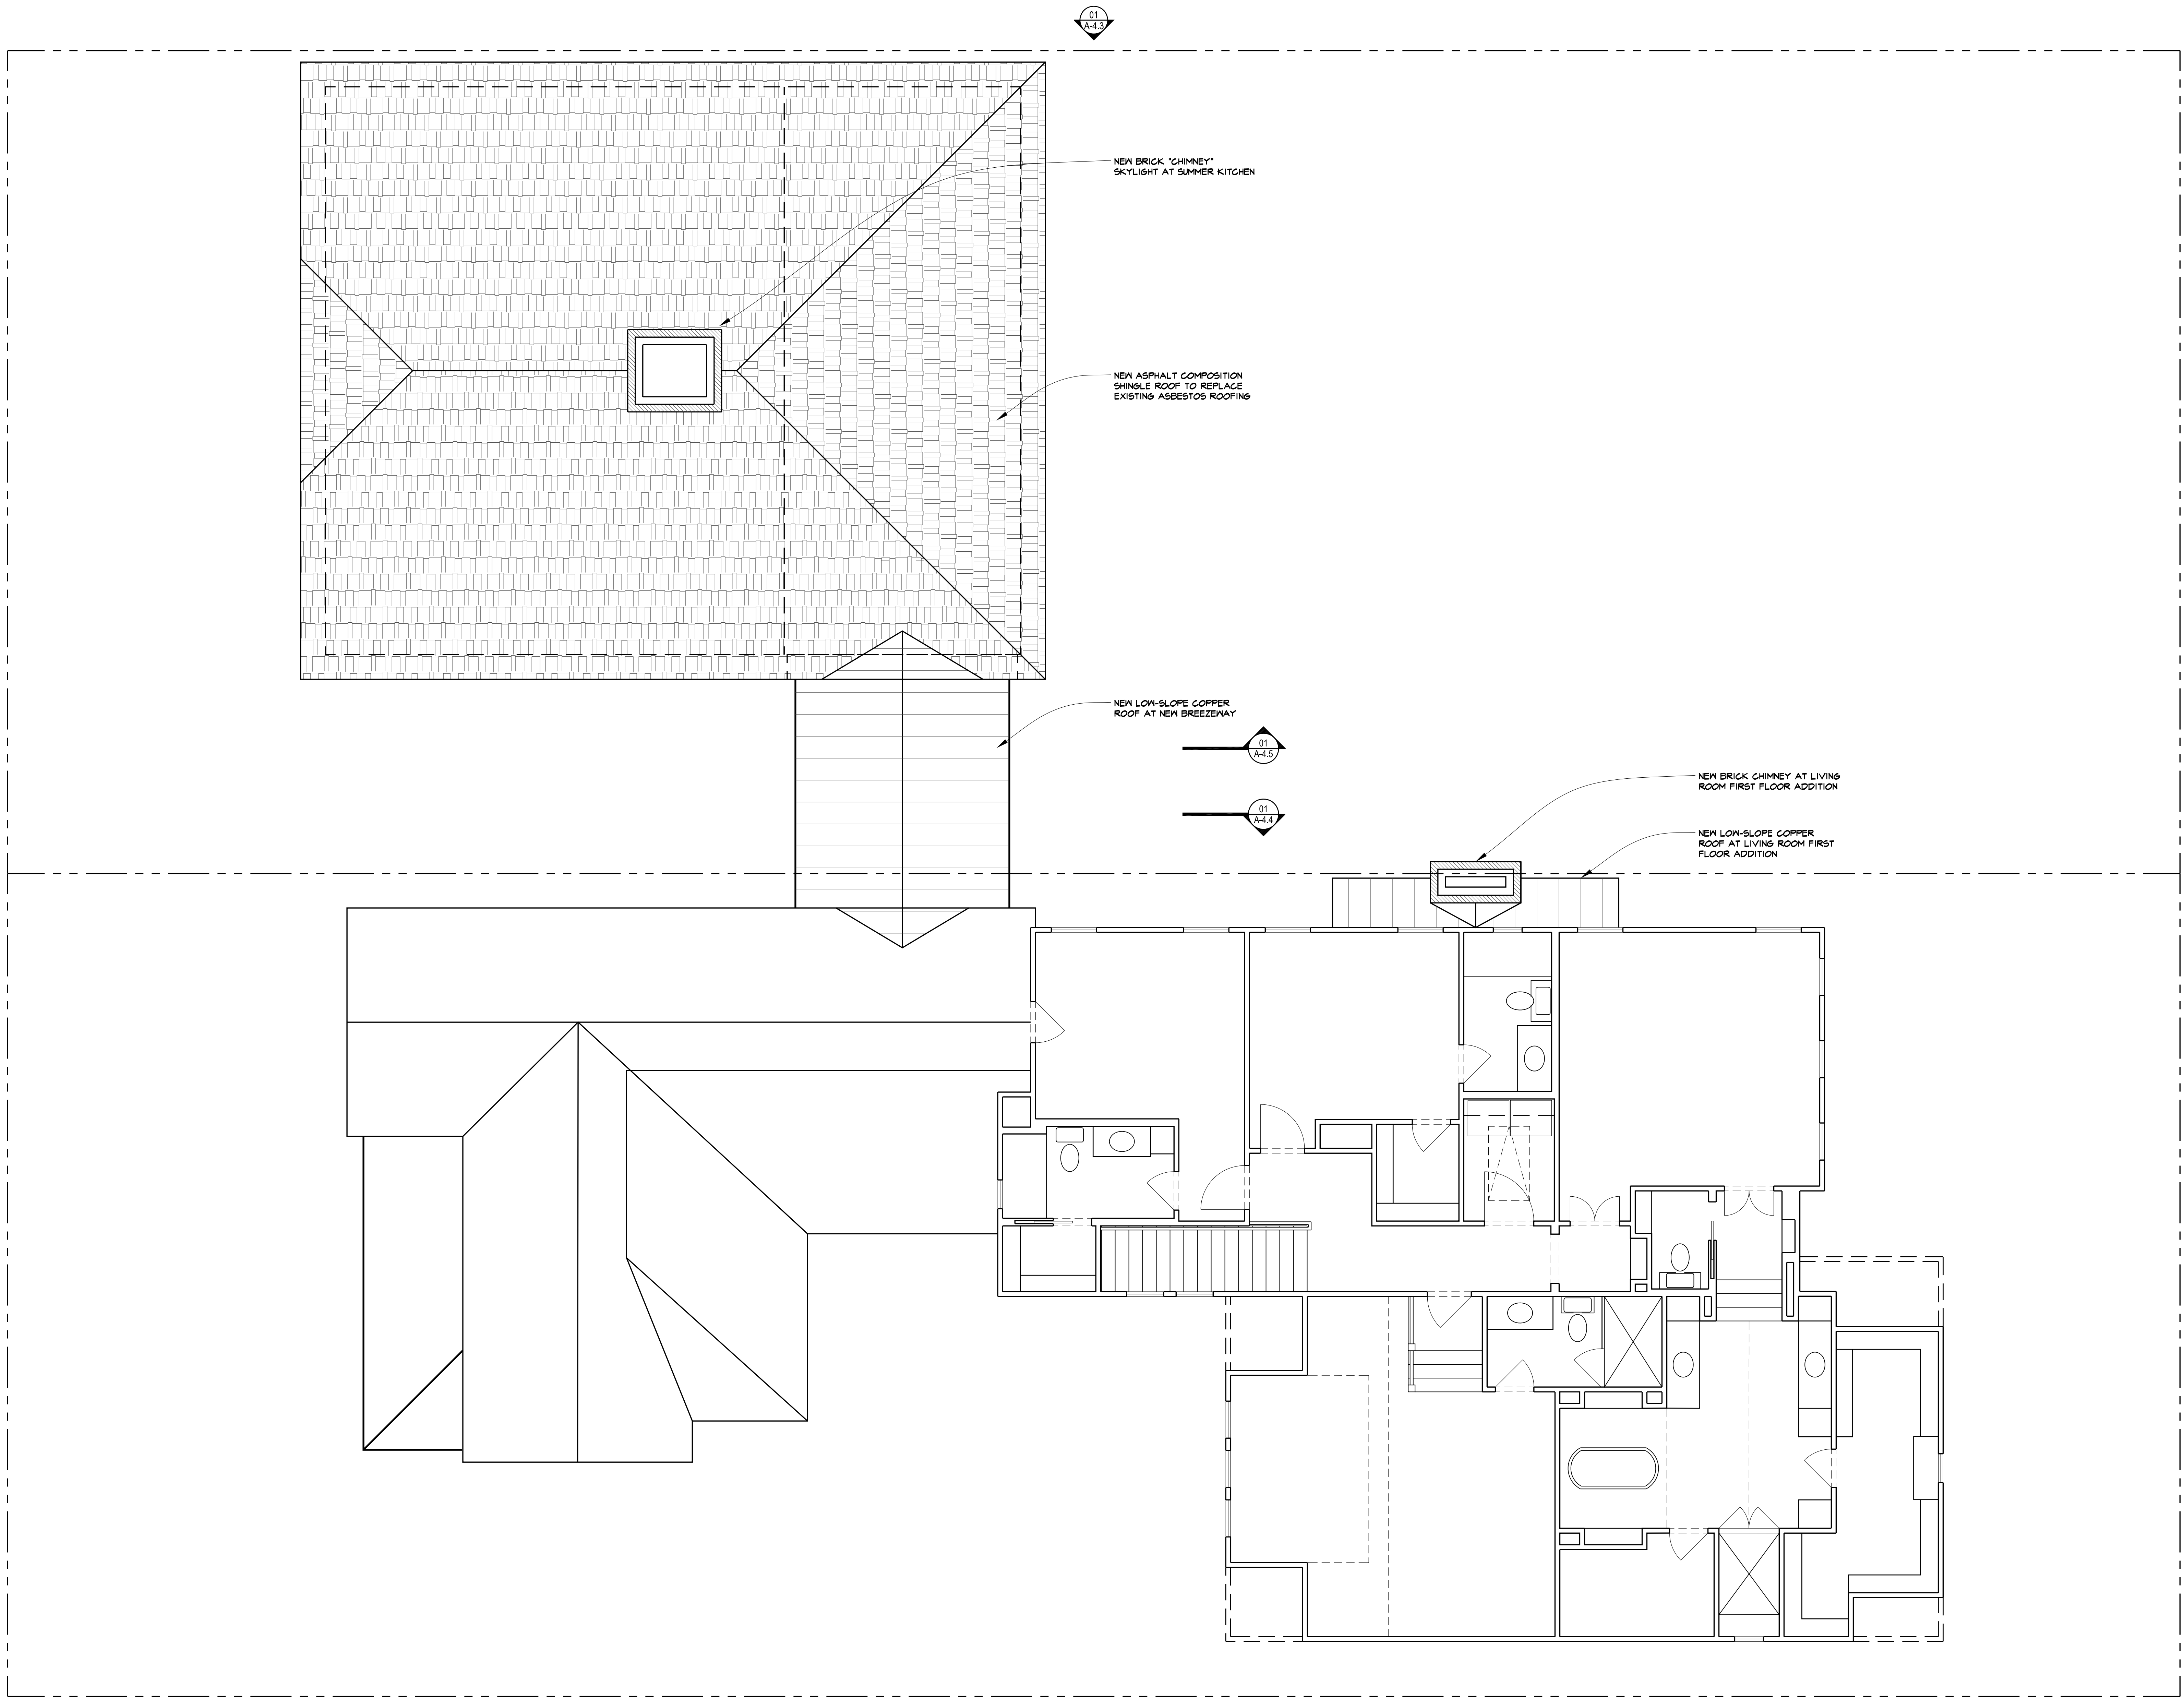 01
A-4.3
NEW BRICK "CHIMNEY"
SKYLIGHT AT SUMMER KITCHEN
NEW ASPHALT COMPOSITION
SHINGLE ROOF TO REPLACE
EXISTING ASBESTOS ROOFING
NEW LOW-SLOPE COPPER
ROOF AT NEW BREEZEWAY
01
A-4.5
01
A-4.4
NEW BRICK CHIMNEY AT LIVING
ROOM FIRST FLOOR ADDITION
NEW LOW-SLOPE COPPER
ROOF AT LIVING ROOM FIRST
FLOOR ADDITION